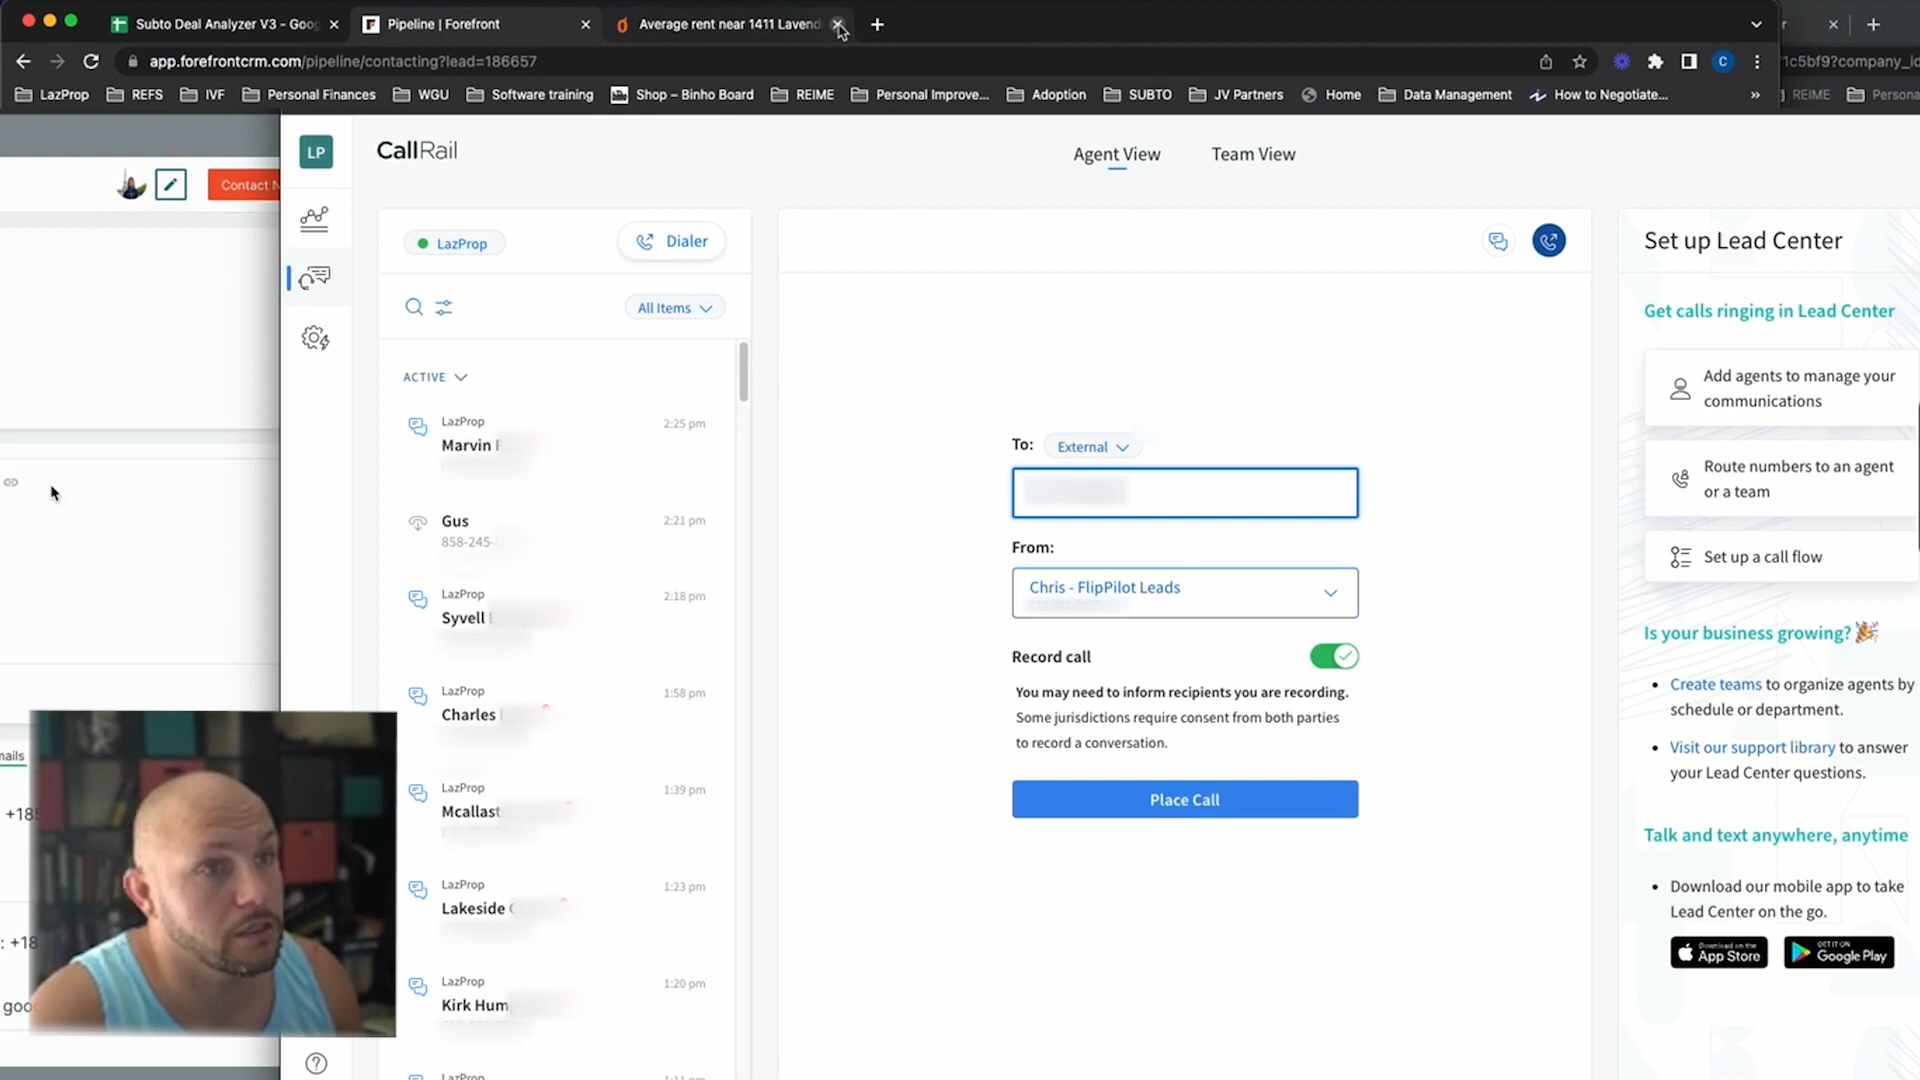 Subto Deal Analyzer V3 - Goog
Pipeline | Forefront
Average rent near 1411 Lavend
app.forefrontcrm.com/pipeline/contacting?lead=186657
1c5bf9?company_id
LazProp
REFS
IVF
Personal Finances
WGU
Software training
Shop – Binho Board
REIME
Personal Improve...
Adoption
SUBTO
JV Partners
Home
Data Management
How to Negotiate...
»
REIME
Persona
C
LP
CallRail
Agent View
Team View
Contact N
LazProp
Dialer
All Items
ACTIVE
LazProp
Marvin
2:25 pm
Gus
2:21 pm
858-245-
LazProp
2:18 pm
Syvell
LazProp
1:58 pm
Charles
LazProp
1:39 pm
Mcallast
LazProp
1:23 pm
Lakeside
LazProp
1:20 pm
Kirk Hum
LazProp
1:11 pm
To:
External
From:
Chris - FlipPilot Leads
Record call
You may need to inform recipients you are recording.
Some jurisdictions require consent from both parties
to record a conversation.
Place Call
Set up Lead Center
Get calls ringing in Lead Center
Add agents to manage your
communications
Route numbers to an agent
or a team
Set up a call flow
Is your business growing?
Create teams to organize agents by
schedule or department.
Visit our support library to answer
your Lead Center questions.
Talk and text anywhere, anytime
Download our mobile app to take
Lead Center on the go.
Download on the
App Store
GET IT ON
Google Play
nails
+185
: +18
goo